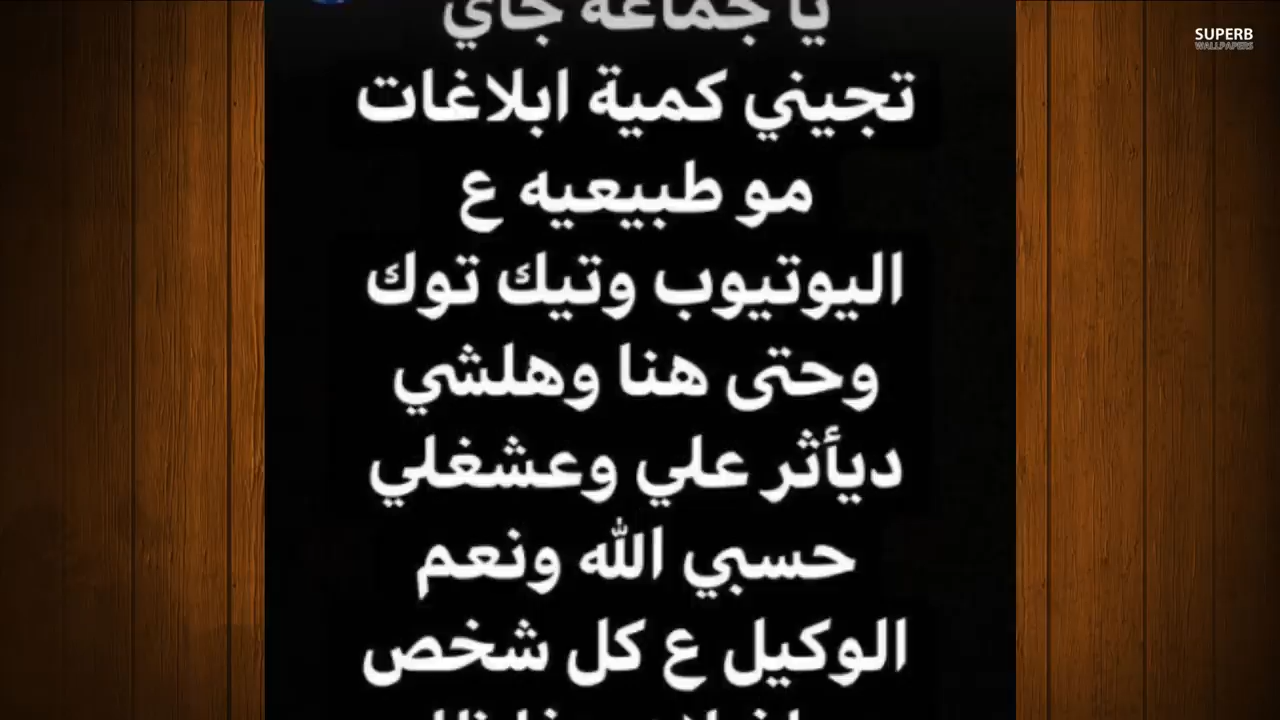 يا جماعة جاي
تجيني كمية ابلاغات
مو طبيعيه ع
اليوتيوب وتيك توك
وحتى هنا وهلشي
ديأثر علي وعشغلي
حسبي الله ونعم
الوكيل ع كل شخص
SUPERB
WALLPAPERS